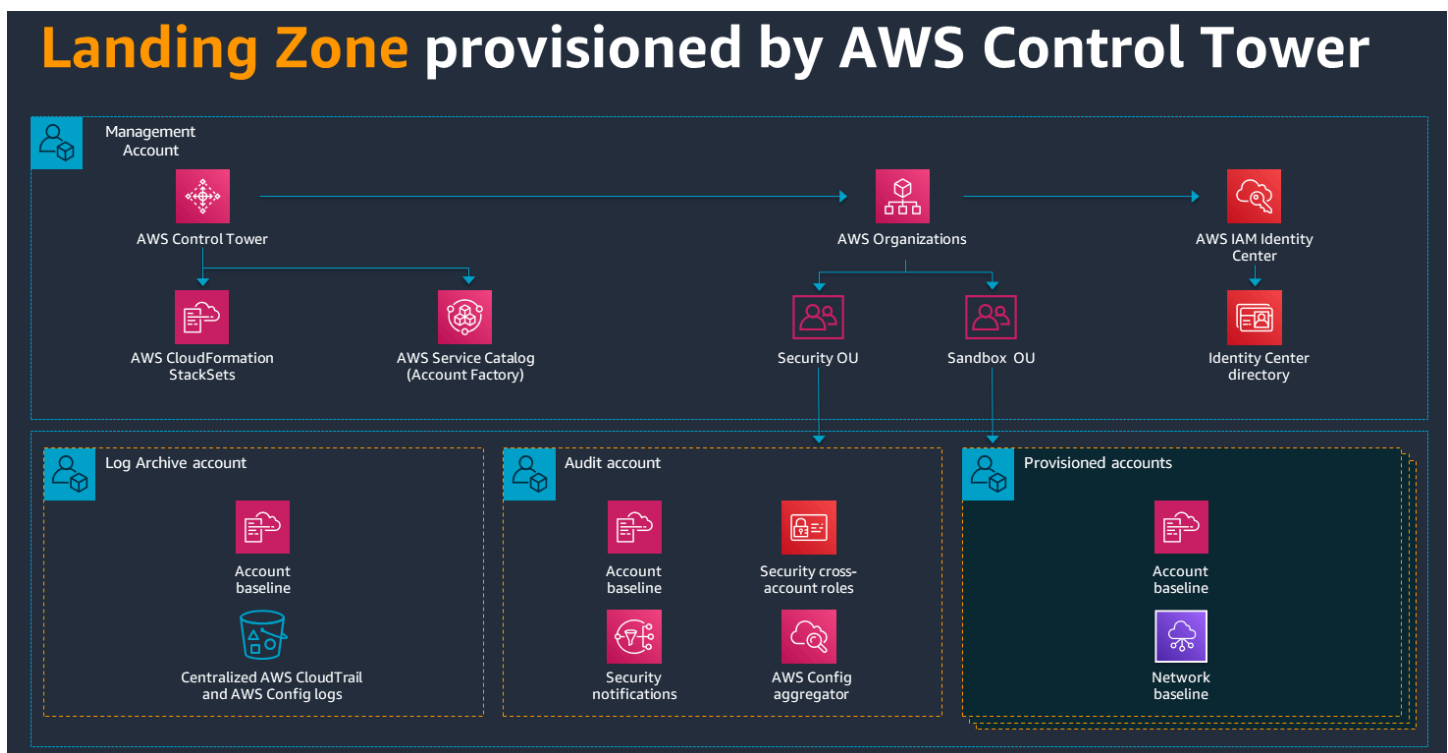 Landing Zone provisioned by AWS Control Tower
Management
Account
AWS Control Tower
AWS Organizations
AWS IAM Identity
Center
AWS CloudFormation
StackSets
AWS Service Catalog
(Account Factory)
Security OU
Sandbox OU
Identity Center
directory
Log Archive account
Account
baseline
Centralized AWS CloudTrail
and AWS Config logs
Audit account
Account
baseline
Security cross-
account roles
Security
notifications
AWS Config
aggregator
Provisioned accounts
Account
baseline
Network
baseline